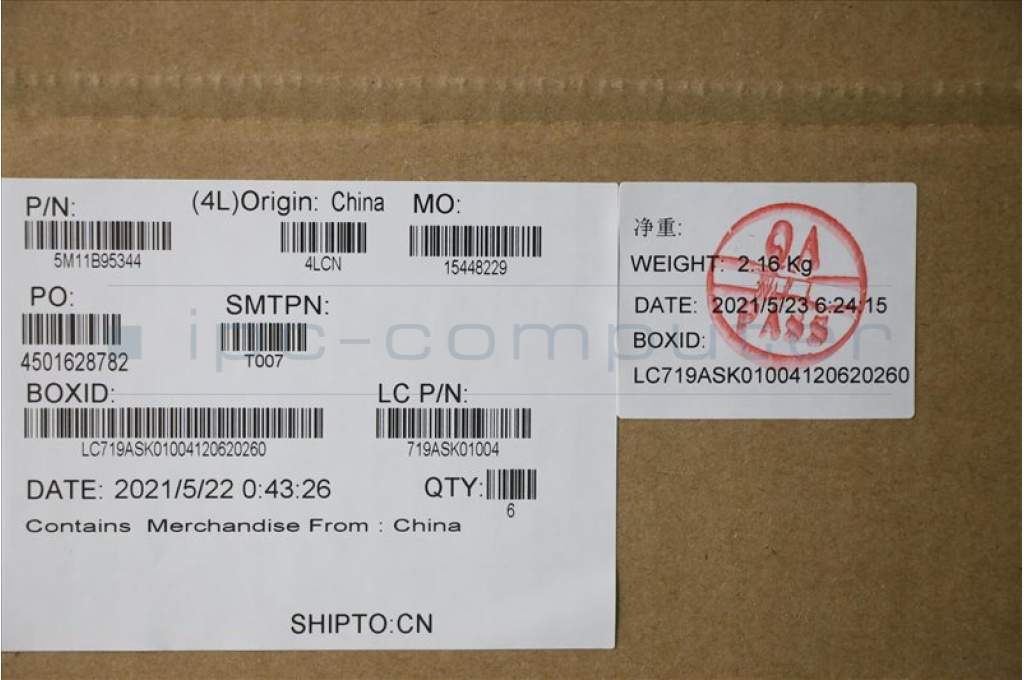 P/N:
(4L)Origin: China
MO:
5M11B95344
4LCN
15448229
PO:
SMTPN:
4501628782
T007
BOXID:
LC P/N:
LC719ASK01004120620260
719ASK01004
DATE: 2021/5/22 0:43:26
QTY:
6
Contains Merchandise From : China
SHIPTO:CN
净重:
WEIGHT: 2.16 Kg
DATE: 2021/5/23 6:24:15
BOXID:
LC719ASK01004120620260
QA
PASS
ipc-computer